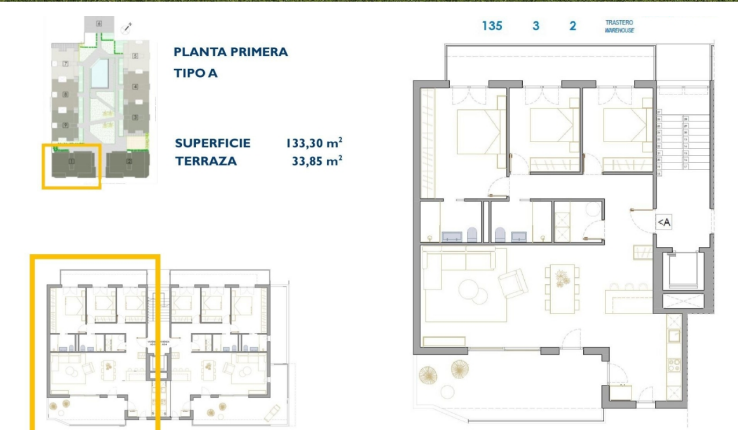 135 3 2 TRASTERO
WAREHOUSE
PLANTA PRIMERA
TIPO A
SUPERFICIE 133,30 m²
TERRAZA 33,85 m²
<A